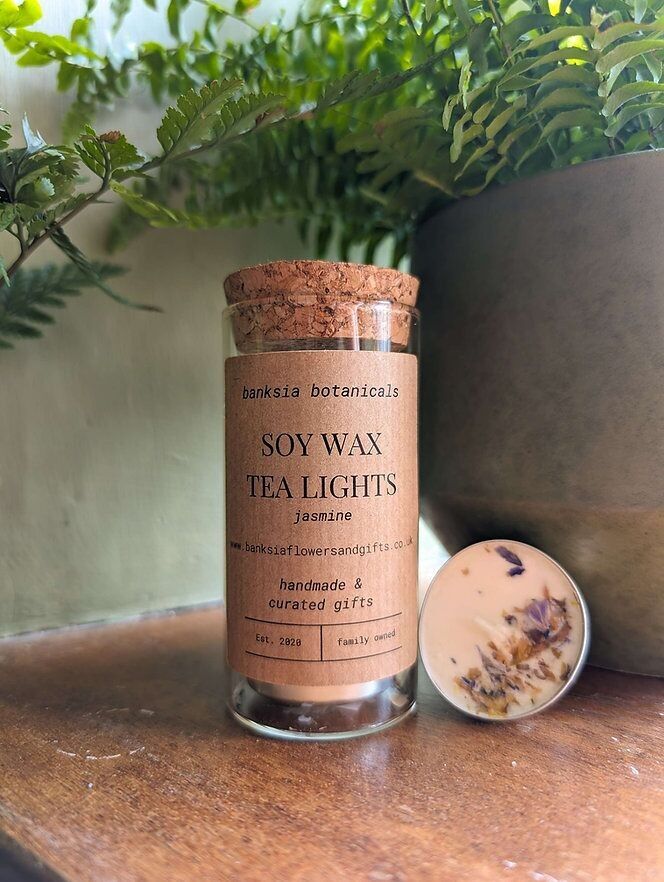 banksia botanicals
SOY WAX
TEA LIGHTS
jasmine
www.banksiaflowersandgifts.co.uk
handmade &
curated gifts
Est. 2020
family owned